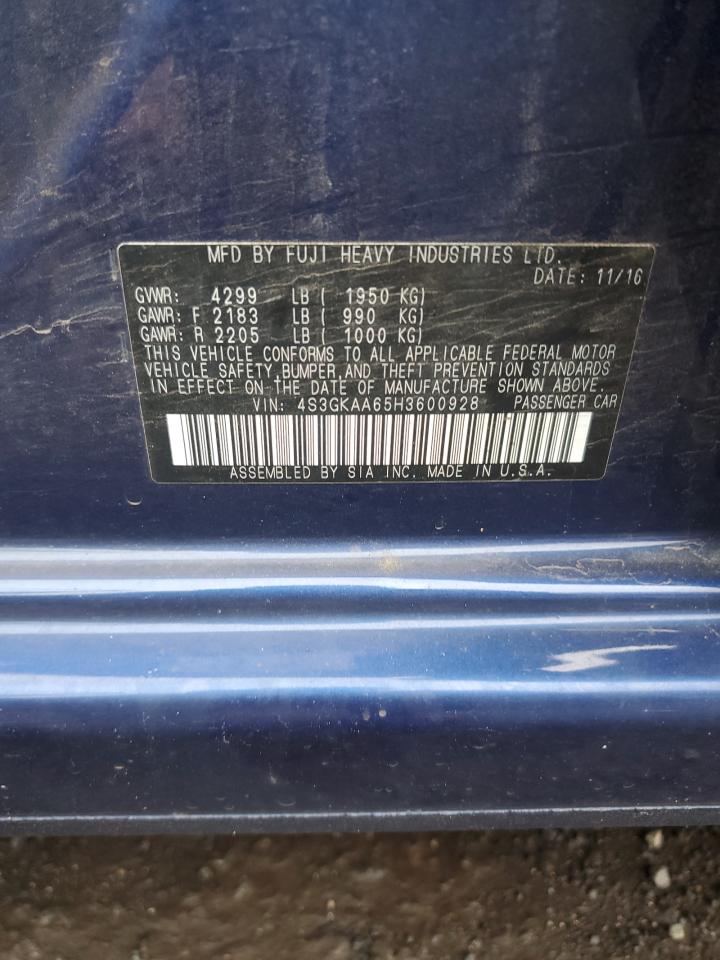 MFD BY FUJI HEAVY INDUSTRIES LTD.
DATE: 11/16
GVWR: 4299 LB ( 1950 KG)
GAWR: F 2183 LB ( 990 KG)
GAWR: R 2205 LB ( 1000 KG)
THIS VEHICLE CONFORMS TO ALL APPLICABLE FEDERAL MOTOR
VEHICLE SAFETY, BUMPER, AND THEFT PREVENTION STANDARDS
IN EFFECT ON THE DATE OF MANUFACTURE SHOWN ABOVE.
VIN: 4S3GKAA65H3600928 PASSENGER CAR
ASSEMBLED BY SIA INC. MADE IN U.S.A.